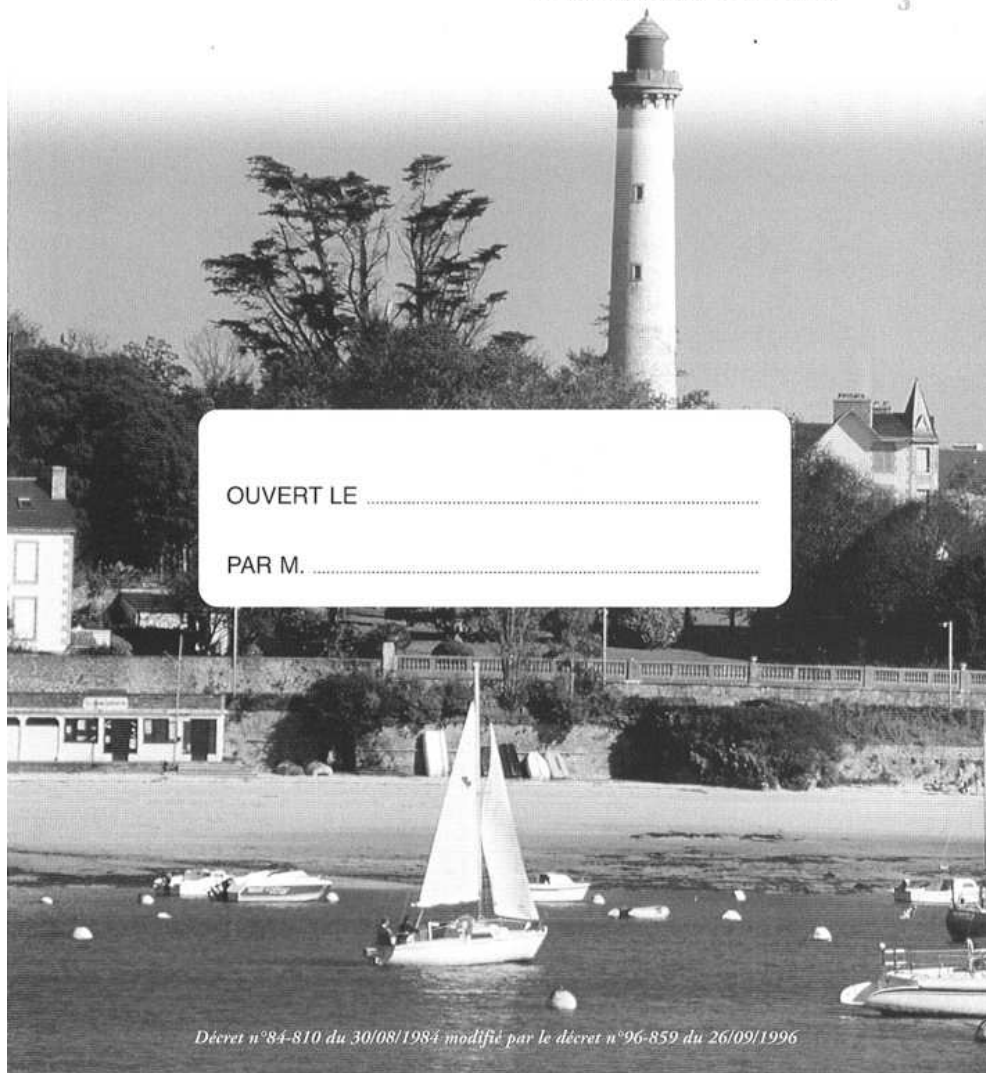 OUVERT LE
PAR M.
Décret n°84-810 du 30/08/1984 modifié par le décret n°96-859 du 26/09/1996